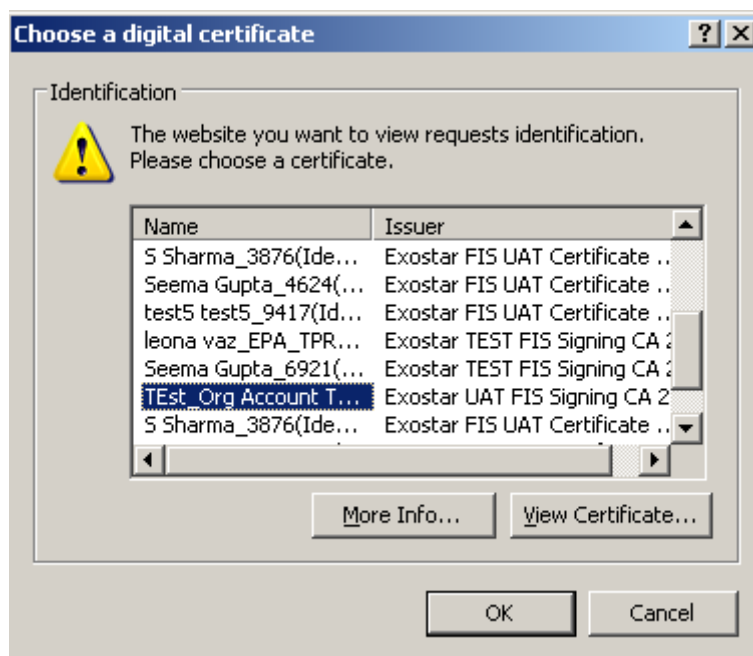 Choose a digital certificate
Identification
The website you want to view requests identification.
Please choose a certificate.
Name Issuer
S Sharma_3876(Ide... Exostar FIS UAT Certificate ..
Seema Gupta_4624(... Exostar FIS UAT Certificate ..
test5 test5_9417(Id... Exostar FIS UAT Certificate ..
leona vaz_EPA_TPR... Exostar TEST FIS Signing CA 2
Seema Gupta_6921(... Exostar TEST FIS Signing CA 2
TEst_Org Account T... Exostar UAT FIS Signing CA 2
S Sharma_3876(Ide... Exostar FIS UAT Certificate ..
More Info... View Certificate...
OK Cancel